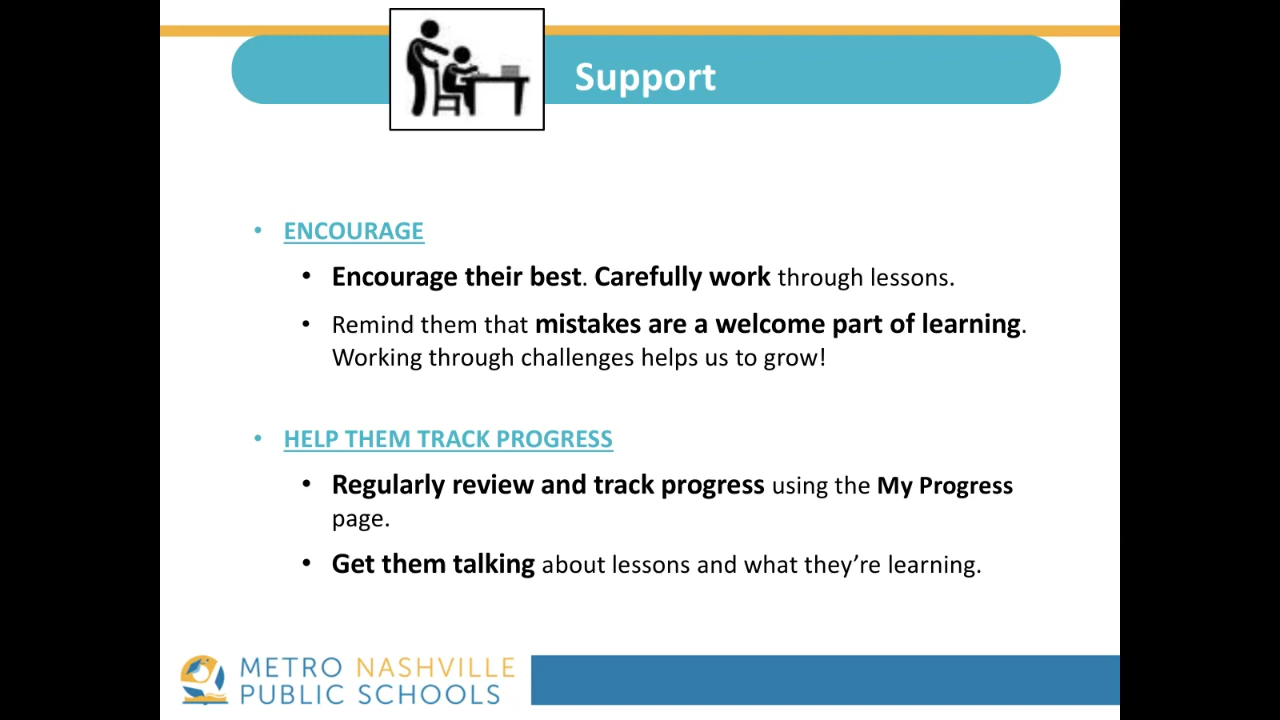 Support
• ENCOURAGE
• Encourage their best. Carefully work through lessons.
• Remind them that mistakes are a welcome part of learning.
Working through challenges helps us to grow!
• HELP THEM TRACK PROGRESS
• Regularly review and track progress using the My Progress
page.
• Get them talking about lessons and what they’re learning.
METRO NASHVILLE
PUBLIC SCHOOLS